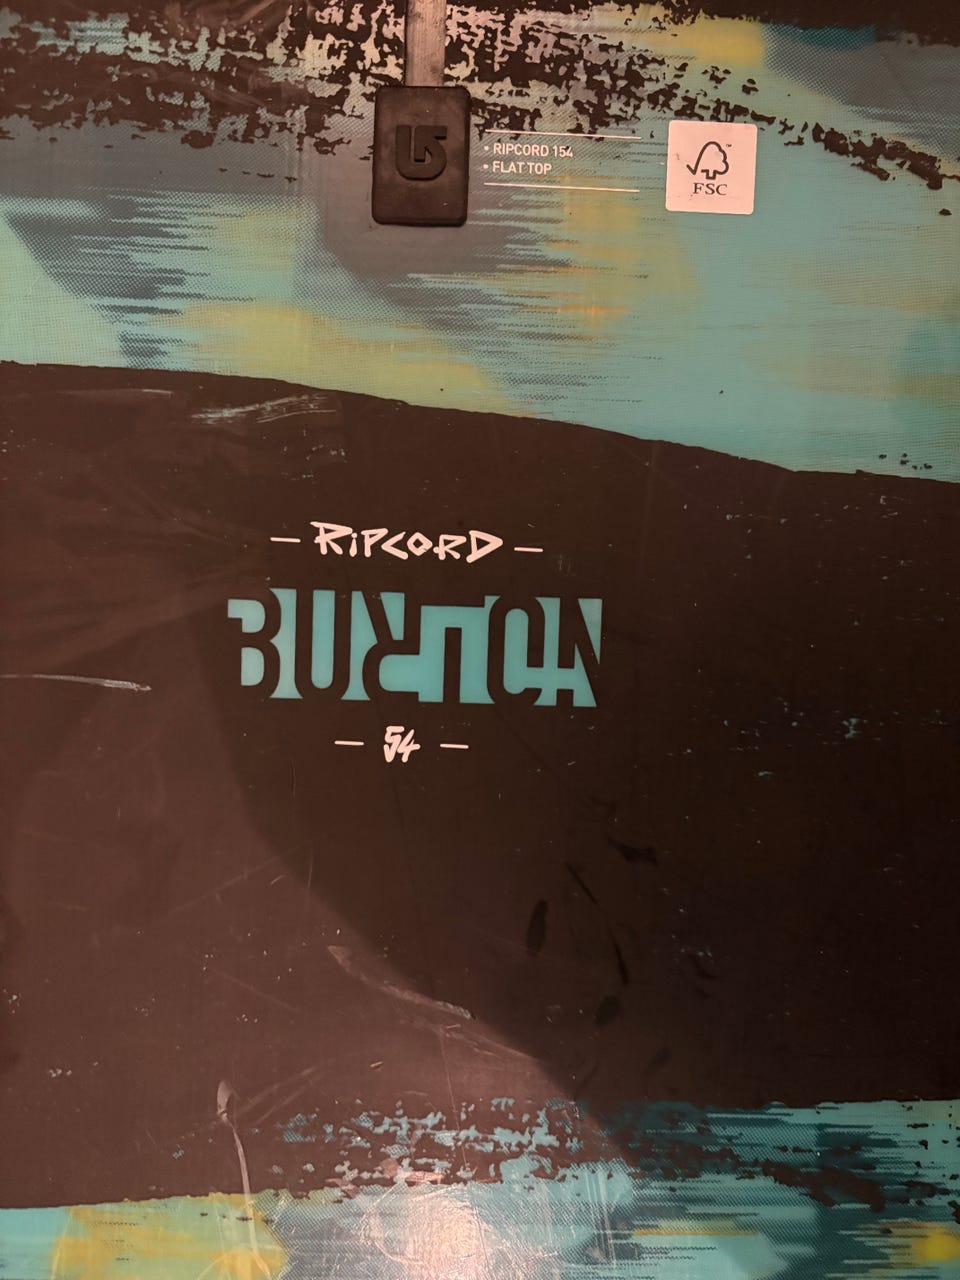 • RIPCORD 154
• FLAT TOP
FSC
— RiPCORD —
BURTON
— 54 —